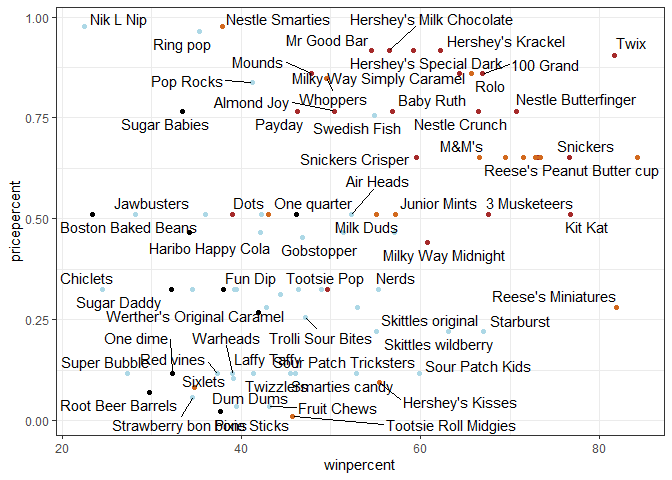 1.00
Nik L Nip
Nestle Smarties
Hershey's Milk Chocolate
Ring pop
Mr Good Bar
Hershey's Krackel
Twix
Mounds
Hershey's Special Dark
100 Grand
Pop Rocks
Milky Way Simply Caramel
Rolo
Almond Joy
Whoppers
Baby Ruth
Nestle Butterfinger
0.75
Sugar Babies
Payday
Swedish Fish
Nestle Crunch
M&M's
Snickers
Snickers Crisper
Reese's Peanut Butter cup
Air Heads
Jawbusters
Dots
One quarter
Junior Mints
3 Musketeers
0.50
Boston Baked Beans
Milk Duds
Kit Kat
Haribo Happy Cola
Gobstopper
Milky Way Midnight
Chiclets
Fun Dip
Tootsie Pop
Nerds
Sugar Daddy
Reese's Miniatures
Werther's Original Caramel
0.25
Skittles original
Starburst
One dime
Warheads
Trolli Sour Bites
Skittles wildberry
Super Bubble
Red vines
Laffy Taffy
Sour Patch Tricksters
Sour Patch Kids
Sixlets
Twizzlers
Smarties candy
Root Beer Barrels
Dum Dums
Fruit Chews
Hershey's Kisses
0.00
Strawberry bon bons
Pixie Sticks
Tootsie Roll Midgies
20
40
60
80
winpercent
pricepercent